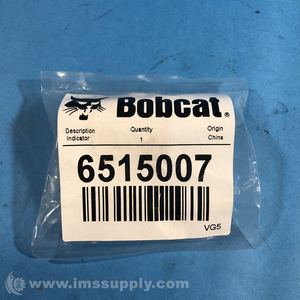 Bobcat®
Description Quantity Origin
Indicator 1 China
6515007
VG5
© www.imssupply.com